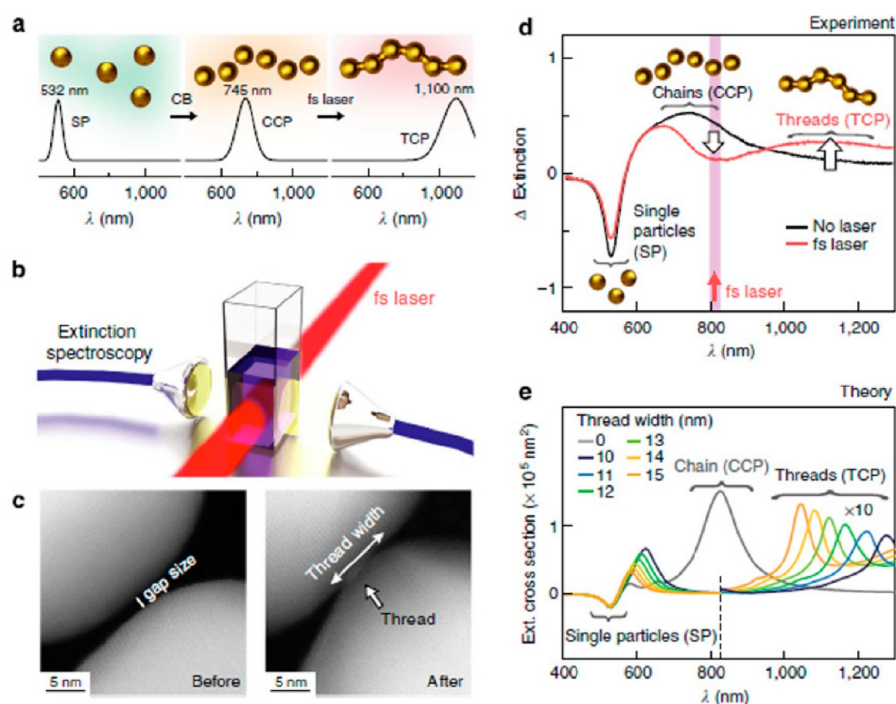 a
532 nm
745 nm
1,100 nm
SP
CB
CCP
fs laser
TCP
600 1,000 600 1,000 600 1,000
λ (nm) λ (nm) λ (nm)
b
fs laser
Extinction
spectroscopy
c
gap size
5 nm
Before
Thread width
Thread
5 nm
After
d
Experiment
Δ Extinction
1
0
−1
Chains (CCP)
Threads (TCP)
Single
particles
(SP)
No laser
fs laser
fs laser
400 600 800 1,000 1,200
λ (nm)
e
Theory
Ext. cross section (× 10⁵ nm²)
1
0
Thread width (nm)
0 13
10 14
11 15
12
Chain (CCP)
Threads (TCP)
×10
Single particles (SP)
400 600 800 1,000 1,200
λ (nm)